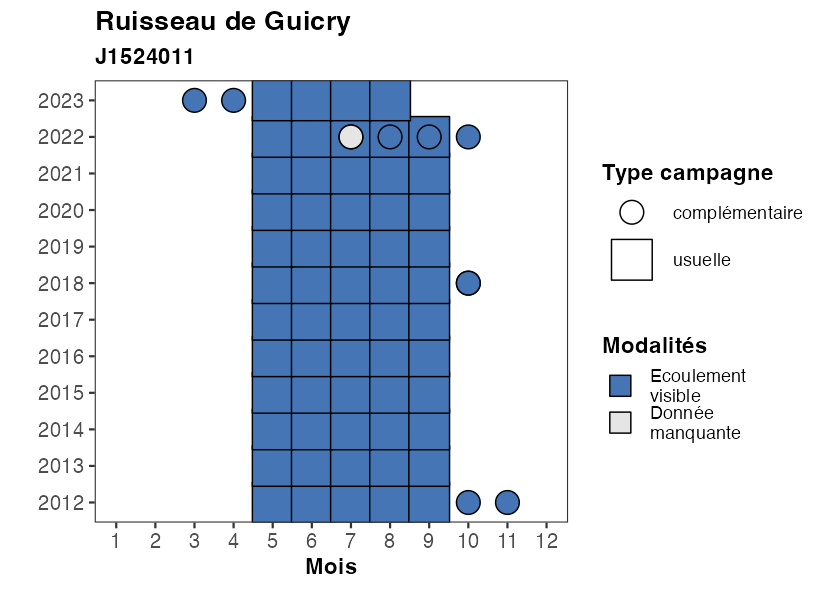 Ruisseau de Guicry
J1524011
2023
2022
2021
2020
2019
2018
2017
2016
2015
2014
2013
2012
1 2 3 4 5 6 7 8 9 10 11 12
Mois
Type campagne
complémentaire
usuelle
Modalités
Ecoulement
visible
Donnée
manquante